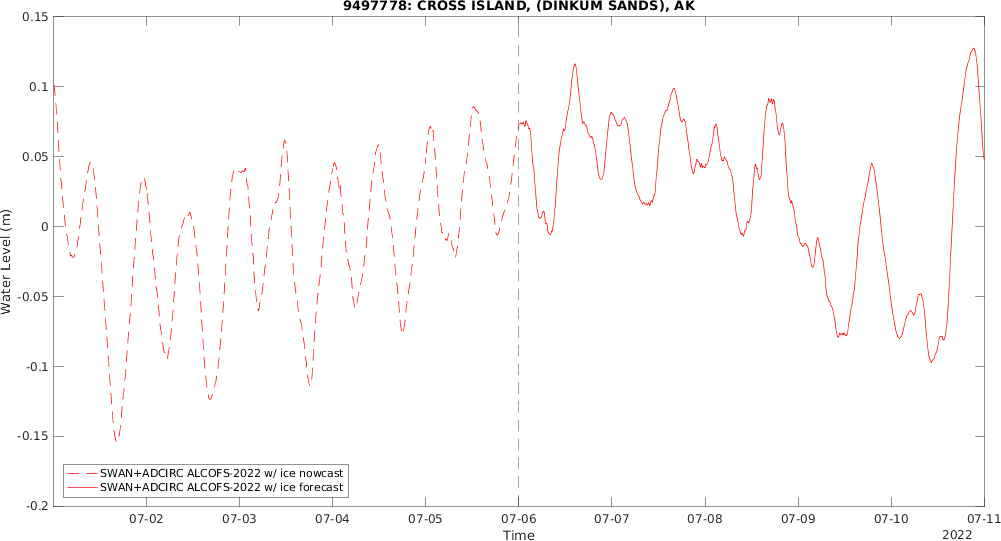 9497778: CROSS ISLAND, (DINKUM SANDS), AK
Water Level (m)
0.15
0.1
0.05
0
-0.05
-0.1
-0.15
-0.2
SWAN+ADCIRC ALCOFS-2022 w/ ice nowcast
SWAN+ADCIRC ALCOFS-2022 w/ ice forecast
07-02 07-03 07-04 07-05 07-06 07-07 07-08 07-09 07-10 07-11
Time
2022